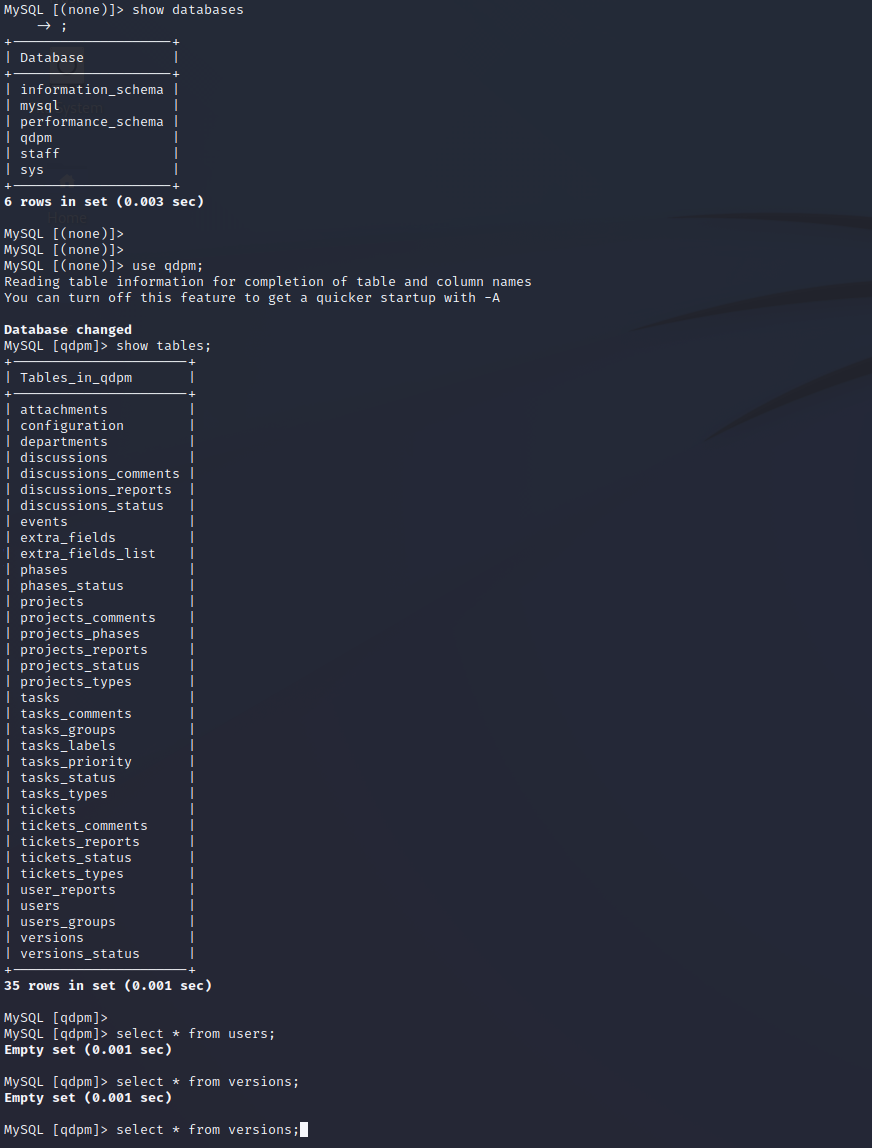 MySQL [(none)]> show databases
    → ;
+--------------------+
| Database           |
+--------------------+
| information_schema |
| mysql              |
| performance_schema |
| qdpm               |
| staff              |
| sys                |
+--------------------+
6 rows in set (0.003 sec)
Home
MySQL [(none)]>
MySQL [(none)]>
MySQL [(none)]> use qdpm;
Reading table information for completion of table and column names
You can turn off this feature to get a quicker startup with -A
Database changed
MySQL [qdpm]> show tables;
+----------------------+
| Tables_in_qdpm       |
+----------------------+
| attachments          |
| configuration        |
| departments          |
| discussions          |
| discussions_comments |
| discussions_reports  |
| discussions_status   |
| events               |
| extra_fields         |
| extra_fields_list    |
| phases               |
| phases_status        |
| projects             |
| projects_comments    |
| projects_phases      |
| projects_reports     |
| projects_status      |
| projects_types       |
| tasks                |
| tasks_comments       |
| tasks_groups         |
| tasks_labels         |
| tasks_priority       |
| tasks_status         |
| tasks_types          |
| tickets              |
| tickets_comments     |
| tickets_reports      |
| tickets_status       |
| tickets_types        |
| user_reports         |
| users                |
| users_groups         |
| versions             |
| versions_status      |
+----------------------+
35 rows in set (0.001 sec)
MySQL [qdpm]>
MySQL [qdpm]> select * from users;
Empty set (0.001 sec)
MySQL [qdpm]> select * from versions;
Empty set (0.001 sec)
MySQL [qdpm]> select * from versions;